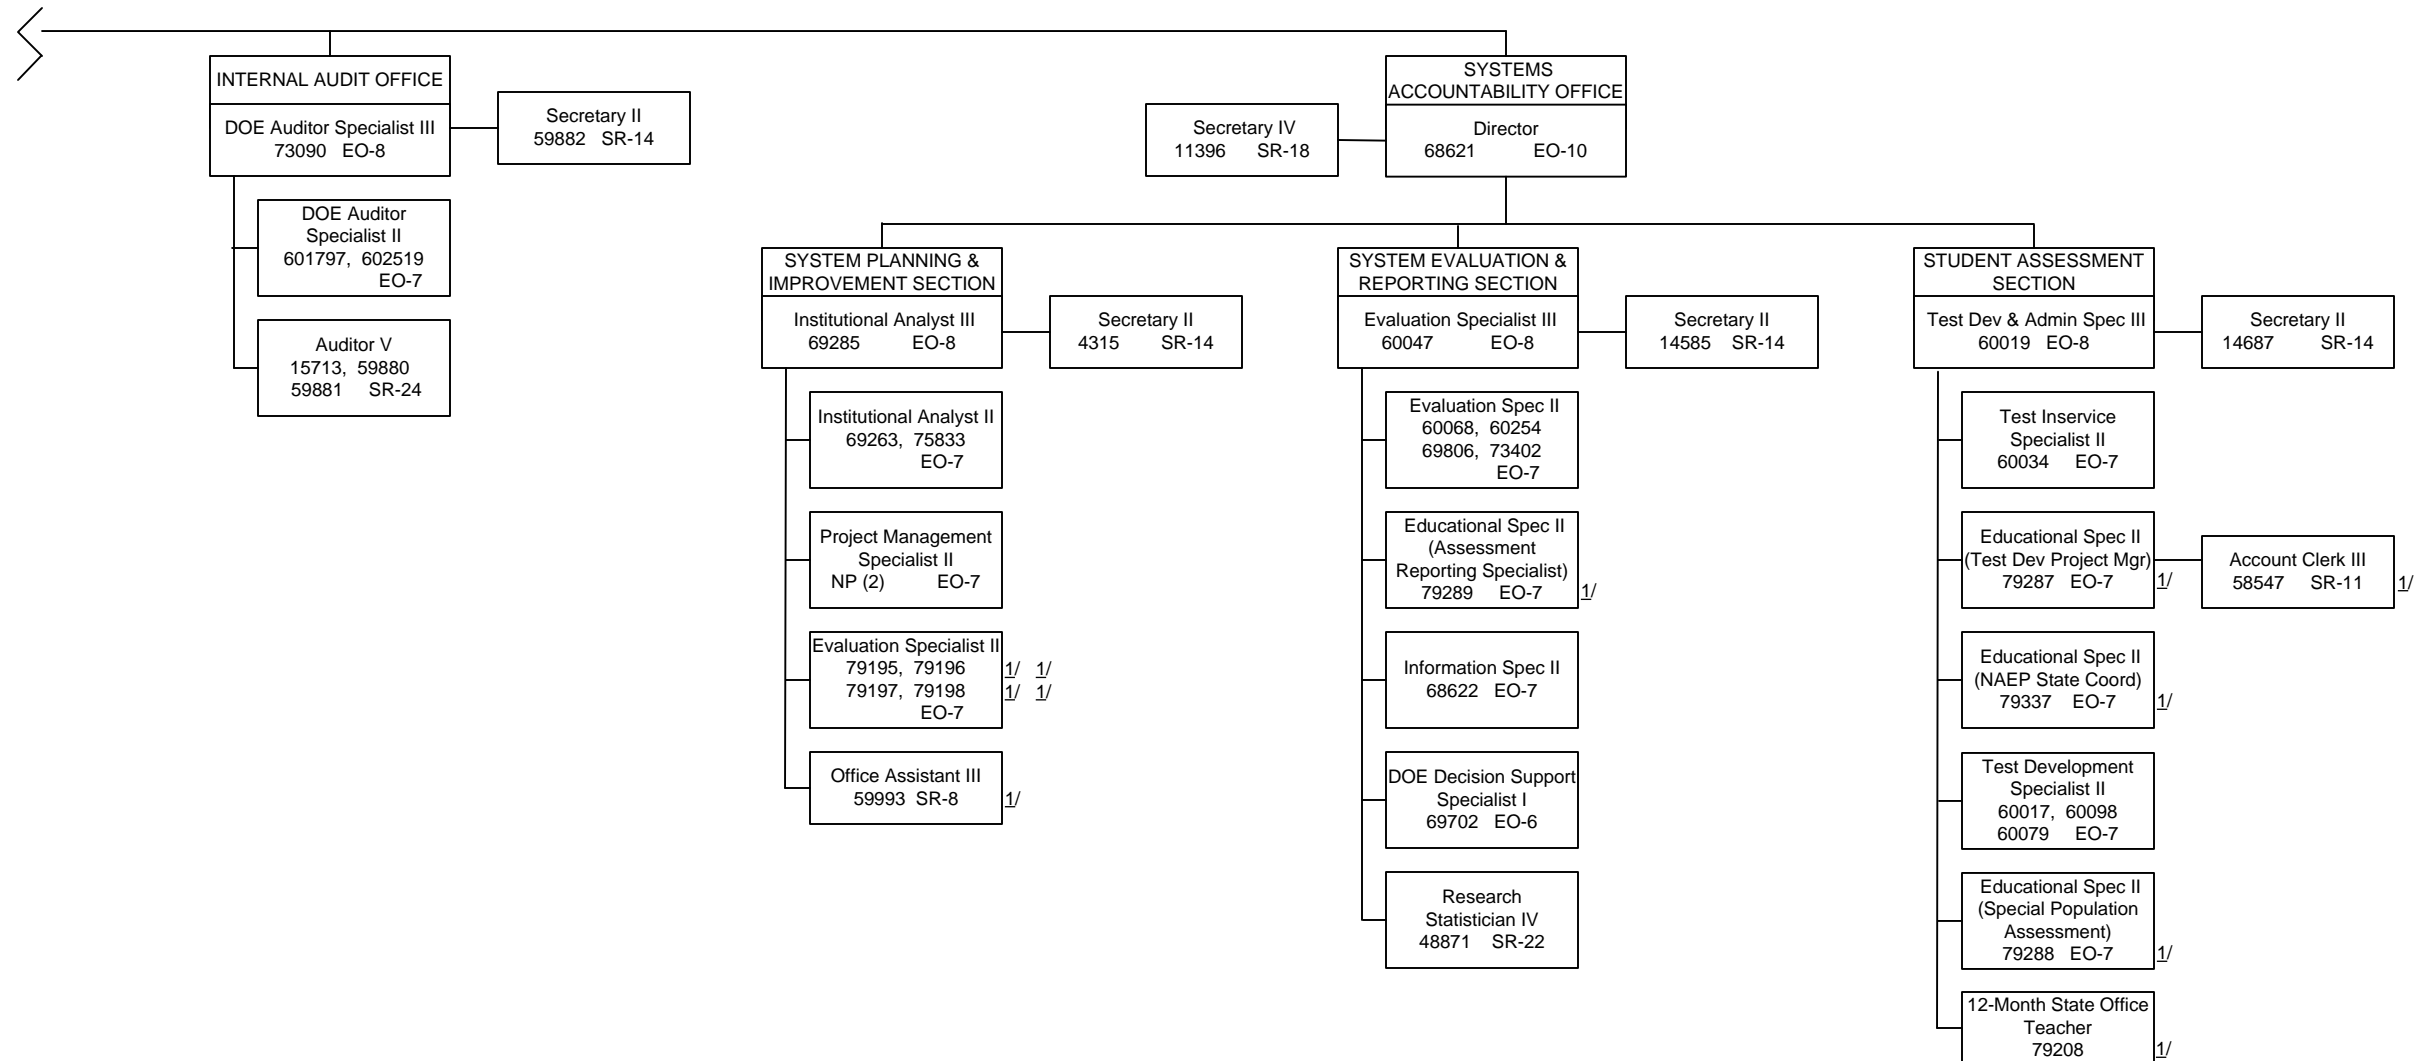 INTERNAL AUDIT OFFICE
DOE Auditor Specialist III
73090 EO-8
Secretary II
59882 SR-14
DOE Auditor
Specialist II
601797, 602519
EO-7
Auditor V
15713, 59880
59881 SR-24
SYSTEMS
ACCOUNTABILITY OFFICE
Director
68621 EO-10
Secretary IV
11396 SR-18
SYSTEM PLANNING &
IMPROVEMENT SECTION
Institutional Analyst III
69285 EO-8
Secretary II
4315 SR-14
Institutional Analyst II
69263, 75833
EO-7
Project Management
Specialist II
NP (2) EO-7
Evaluation Specialist II
79195, 79196 1/ 1/
79197, 79198 1/ 1/
EO-7
Office Assistant III
59993 SR-8 1/
SYSTEM EVALUATION &
REPORTING SECTION
Evaluation Specialist III
60047 EO-8
Secretary II
14585 SR-14
Evaluation Spec II
60068, 60254
69806, 73402
EO-7
Educational Spec II
(Assessment
Reporting Specialist)
79289 EO-7 1/
Information Spec II
68622 EO-7
DOE Decision Support
Specialist I
69702 EO-6
Research
Statistician IV
48871 SR-22
STUDENT ASSESSMENT
SECTION
Test Dev & Admin Spec III
60019 EO-8
Secretary II
14687 SR-14
Test Inservice
Specialist II
60034 EO-7
Educational Spec II
(Test Dev Project Mgr)
79287 EO-7 1/
Account Clerk III
58547 SR-11 1/
Educational Spec II
(NAEP State Coord)
79337 EO-7 1/
Test Development
Specialist II
60017, 60098
60079 EO-7
Educational Spec II
(Special Population
Assessment)
79288 EO-7 1/
12-Month State Office
Teacher
79208 1/